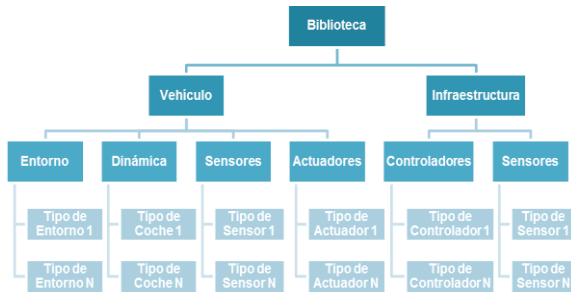 Biblioteca
Vehículo
Infraestructura
Entorno
Dinámica
Sensores
Actuadores
Controladores
Sensores
Tipo de
Entorno 1
Tipo de
Coche 1
Tipo de
Sensor 1
Tipo de
Actuador 1
Tipo de
Controlador 1
Tipo de
Sensor 1
Tipo de
Entorno N
Tipo de
Coche N
Tipo de
Sensor N
Tipo de
Actuador N
Tipo de
Controlador N
Tipo de
Sensor N